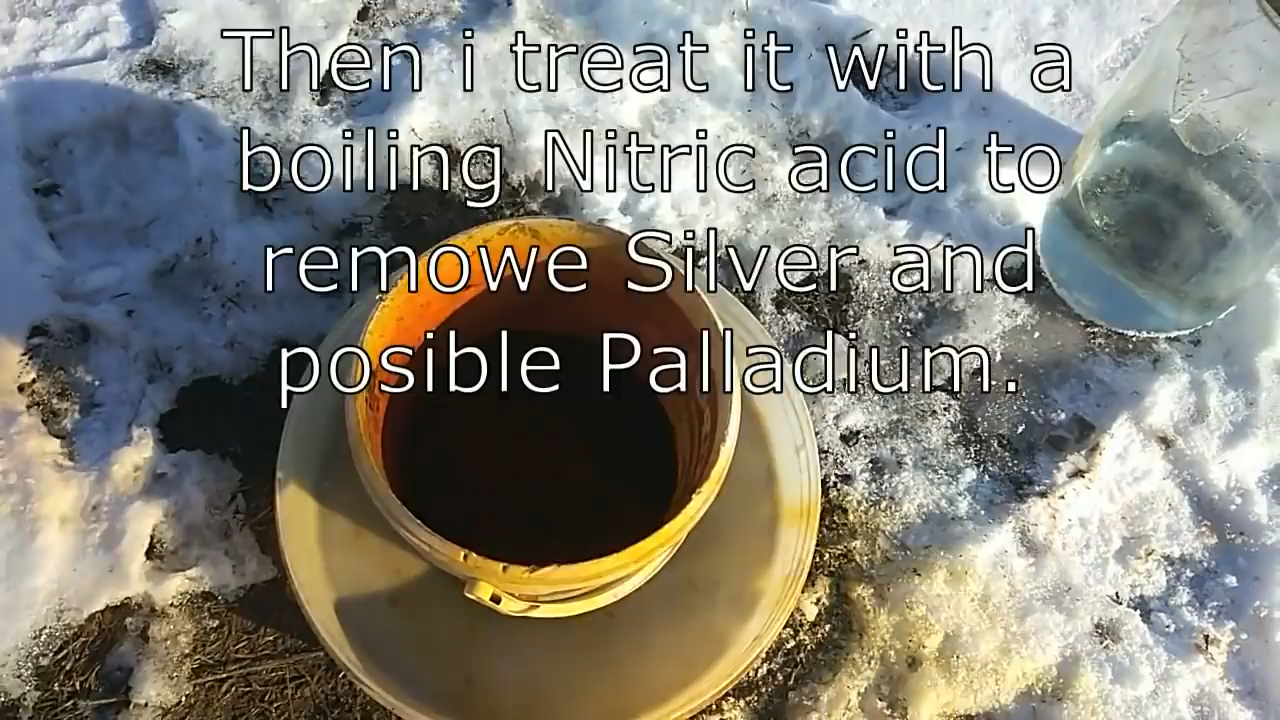 Then i treat it with a
boiling Nitric acid to
remowe Silver and
posible Palladium.